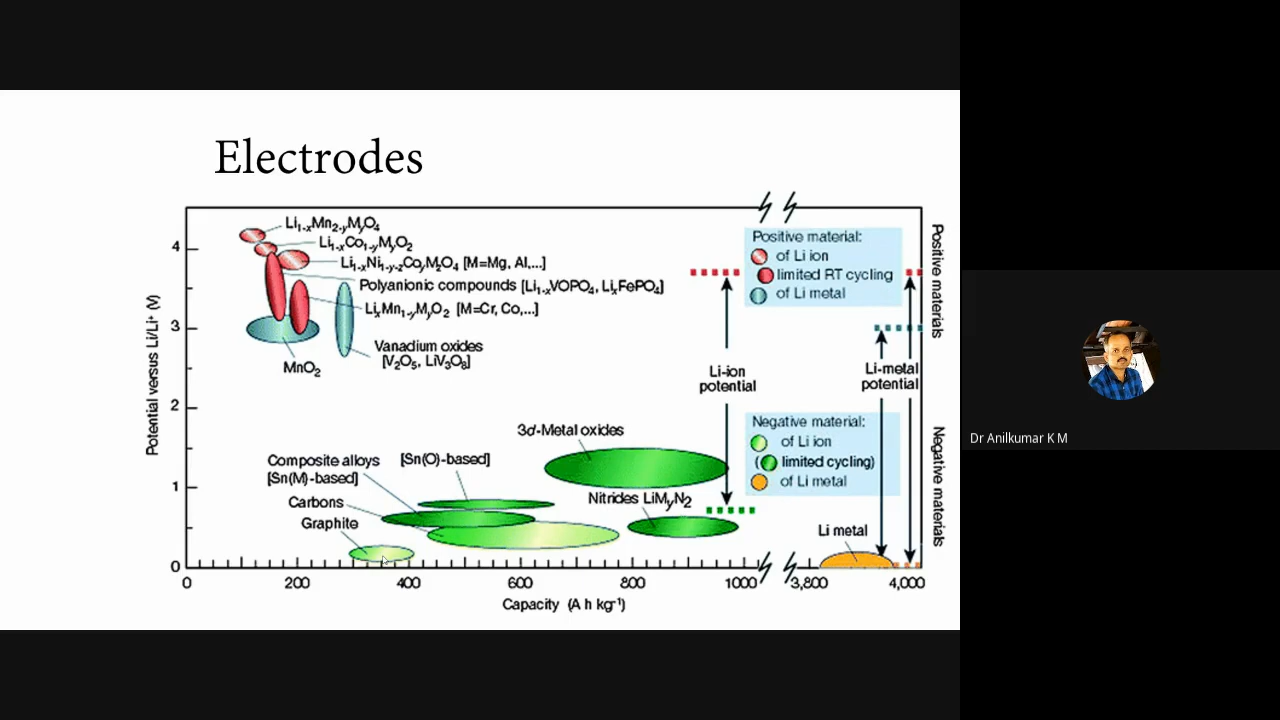 Electrodes
Li1-xMn2-yMyO4
Li1-xCo1-yMyO2
Li1-xNi1-y-zCoyMzO4 [M=Mg, Al,...]
Polyanionic compounds [Li1-xVOPO4, LixFePO4]
LixMn1-yMyO2 [M=Cr, Co,...]
Vanadium oxides
[V2O5, LiV3O8]
MnO2
Positive material:
of Li ion
limited RT cycling
of Li metal
Positive materials
Li-ion
potential
Li-metal
potential
Negative material:
of Li ion
(limited cycling)
of Li metal
Negative materials
3d-Metal oxides
[Sn(O)-based]
Composite alloys
[Sn(M)-based]
Carbons
Graphite
Nitrides LiMyN2
Li metal
Potential versus Li/Li+ (V)
4
3
2
1
0
0 200 400 600 800 1000 3,800 4,000
Capacity (A h kg-1)
Dr Anilkumar K M